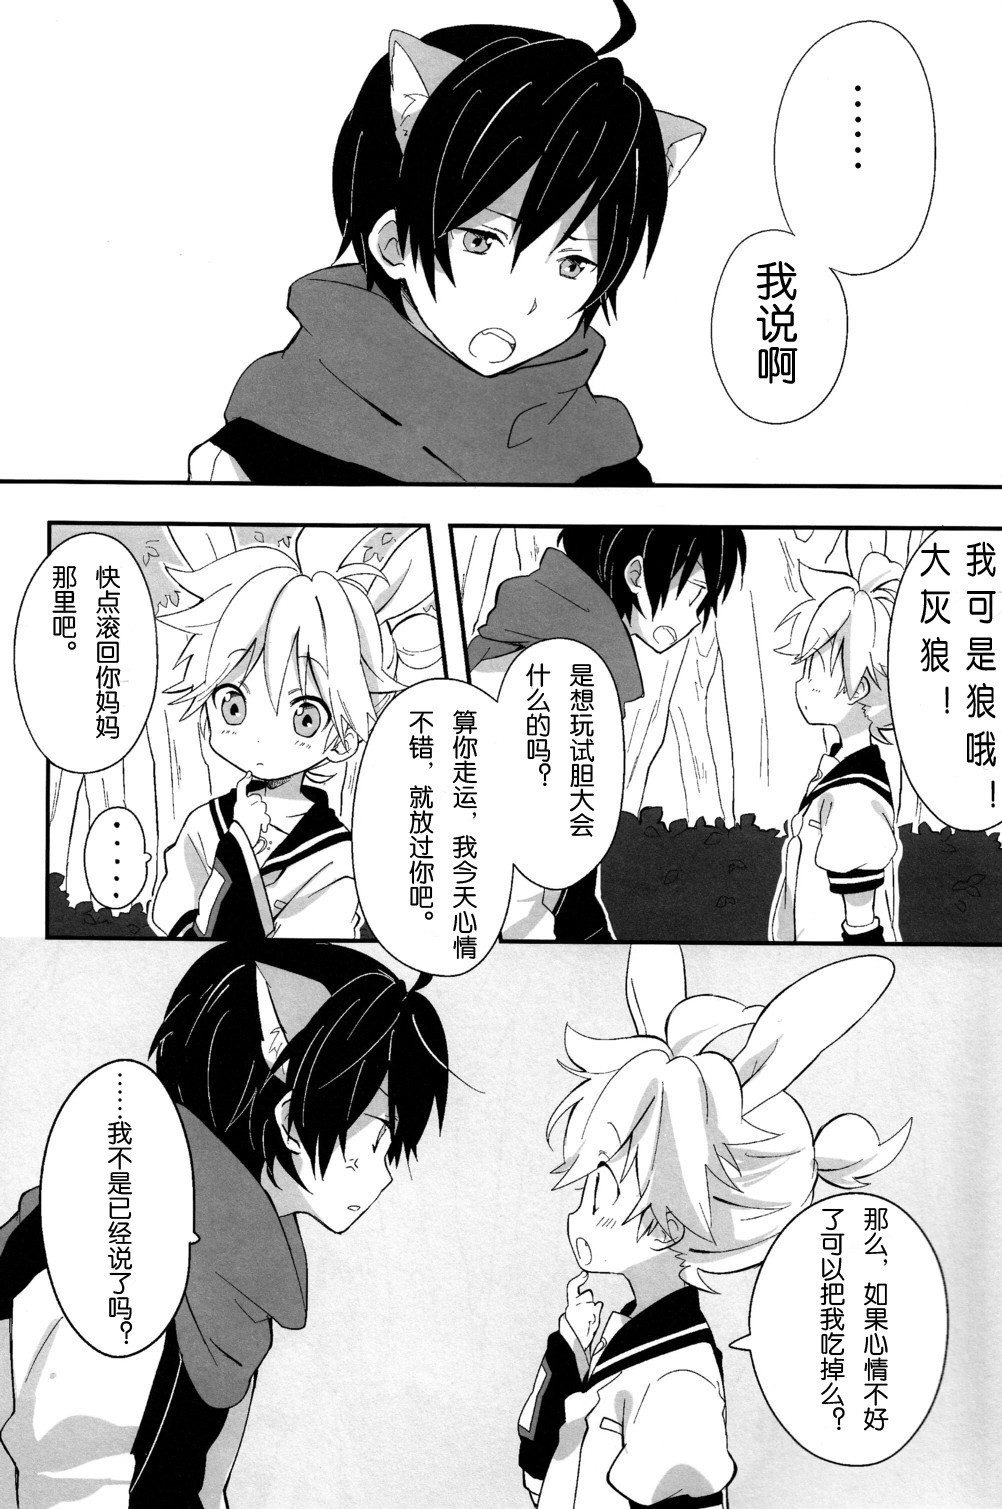 ……
我说啊
我可是狼哦！
大灰狼！
是想玩试胆大会
什么的吗？
算你走运，我今天心情
不错，就放过你吧。
快点滚回你妈妈
那里吧。
……
那么，如果心情不好
了可以把我吃掉么？
……我不是已经说了吗？